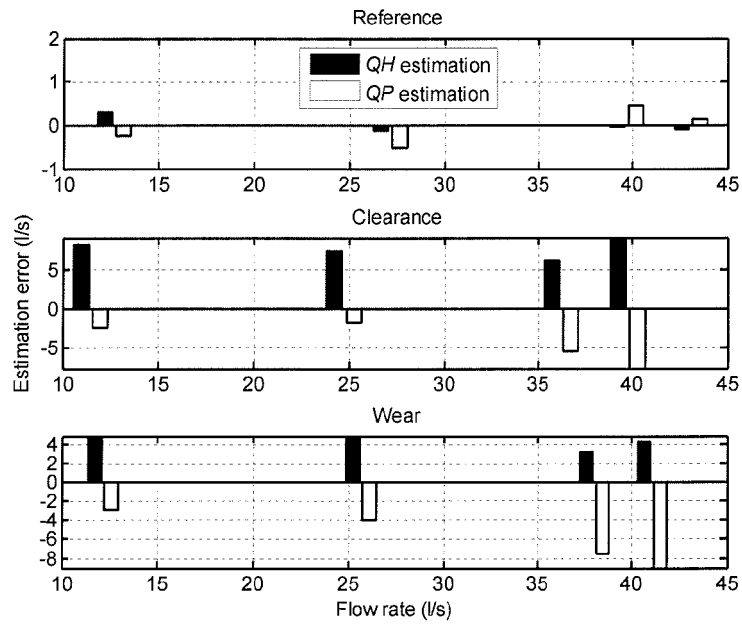 Reference
2
1
0
-1
QH estimation
QP estimation
10 15 20 25 30 35 40 45
Clearance
5
0
-5
10 15 20 25 30 35 40 45
Estimation error (l/s)
Wear
4
2
0
-2
-4
-6
-8
10 15 20 25 30 35 40 45
Flow rate (l/s)